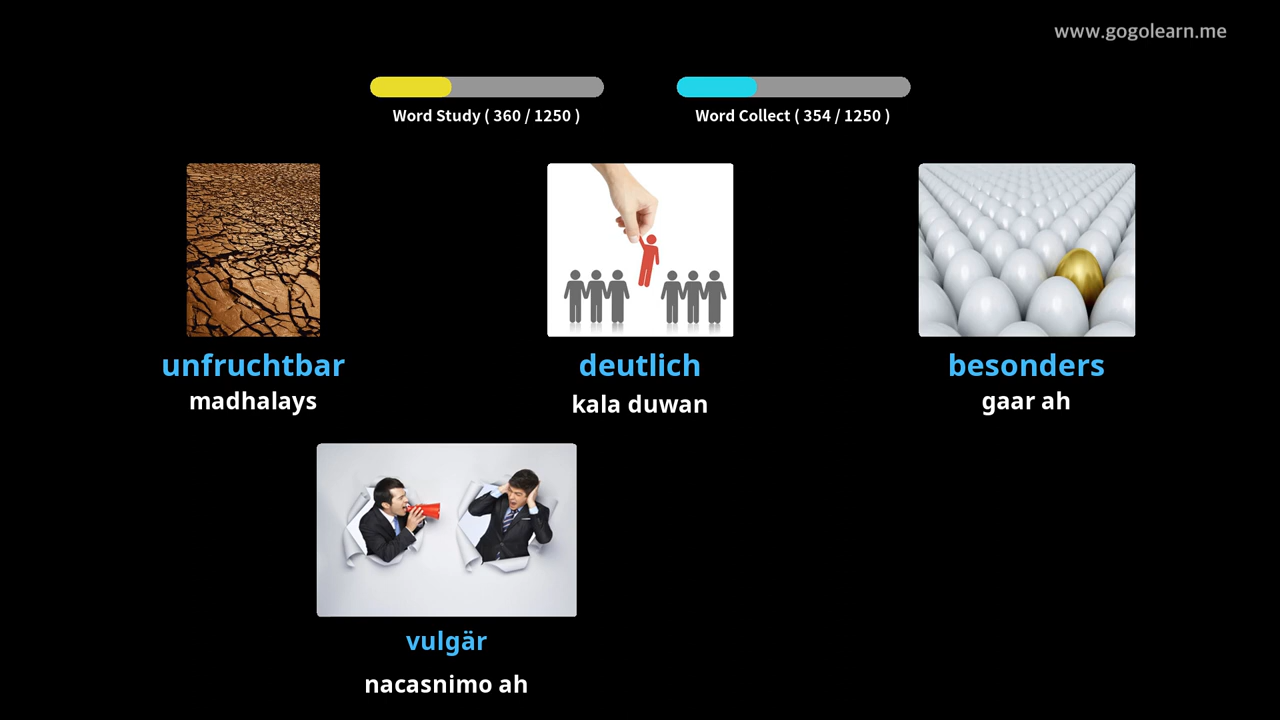 www.gogolearn.me
Word Study ( 360 / 1250 )
Word Collect ( 354 / 1250 )
unfruchtbar
madhalays
deutlich
kala duwan
besonders
gaar ah
vulgär
nacasnimo ah